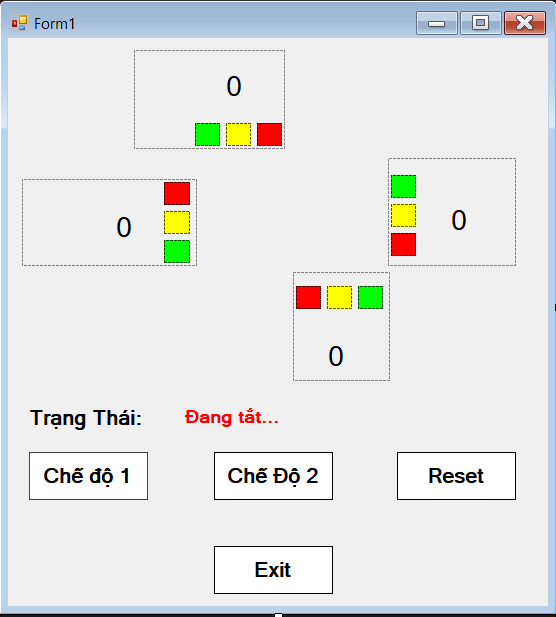 Form1
0
0
0
0
Trạng Thái: Đang tắt...
Chế độ 1 Chế Độ 2 Reset
Exit